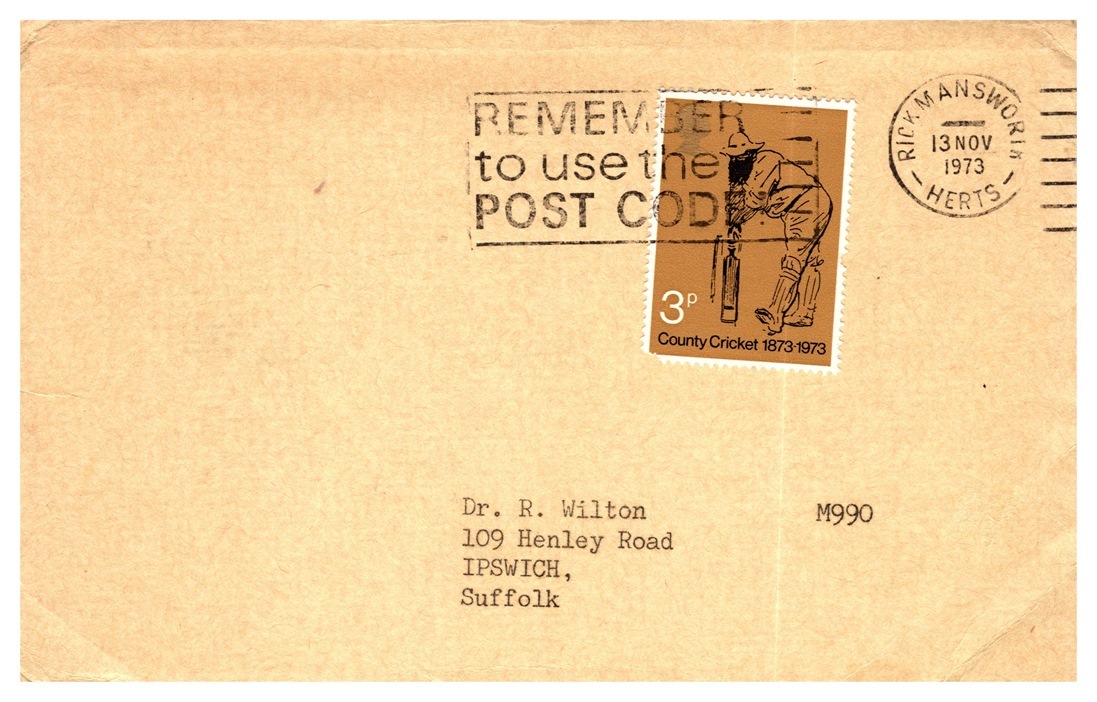 REMEMBER
to use the
POST CODE
RICKMANSWORTH
13 NOV
1973
HERTS
3p
County Cricket 1873-1973
Dr. R. Wilton
M990
109 Henley Road
IPSWICH,
Suffolk